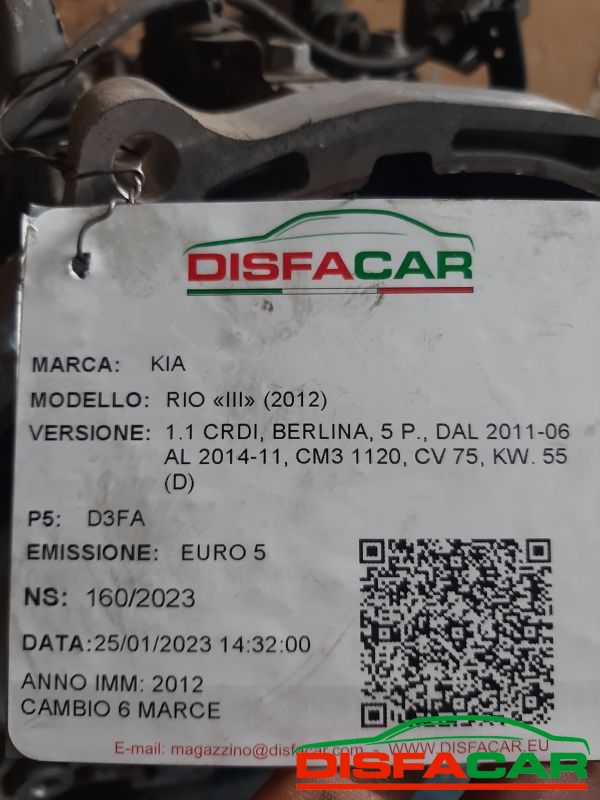 DISFACAR
MARCA: KIA
MODELLO: RIO «III» (2012)
VERSIONE: 1.1 CRDI, BERLINA, 5 P., DAL 2011-06
AL 2014-11, CM3 1120, CV 75, KW. 55
(D)
P5: D3FA
EMISSIONE: EURO 5
NS: 160/2023
DATA:25/01/2023 14:32:00
ANNO IMM: 2012
CAMBIO 6 MARCE
E-mail: magazzino@disfacar.com - WWW.DISFACAR.EU
DISFACAR